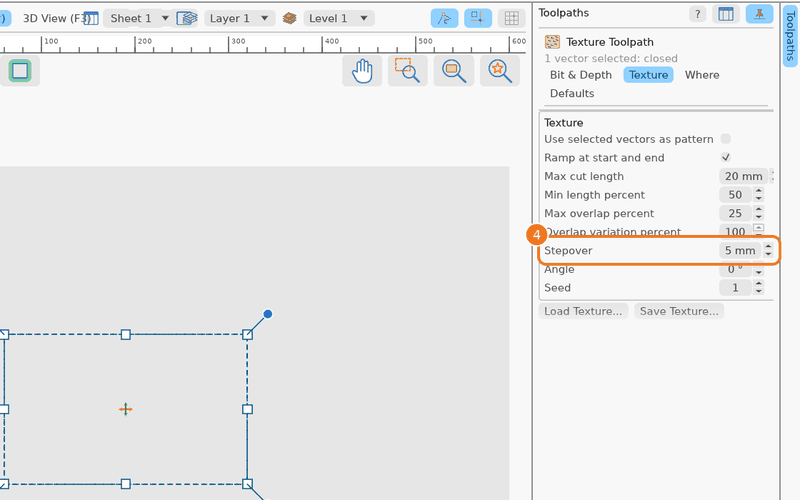 3D View (F3)
Sheet 1
Layer 1
Level 1
100
200
300
400
500
600
Toolpaths
?
Toolpaths
Texture Toolpath
1 vector selected: closed
Bit & Depth Texture Where
Defaults
Texture
Use selected vectors as pattern
Ramp at start and end
Max cut length 20 mm
Min length percent 50
Max overlap percent 25
Overlap variation percent 100
4
Stepover 5 mm
Angle 0 °
Seed 1
Load Texture... Save Texture...